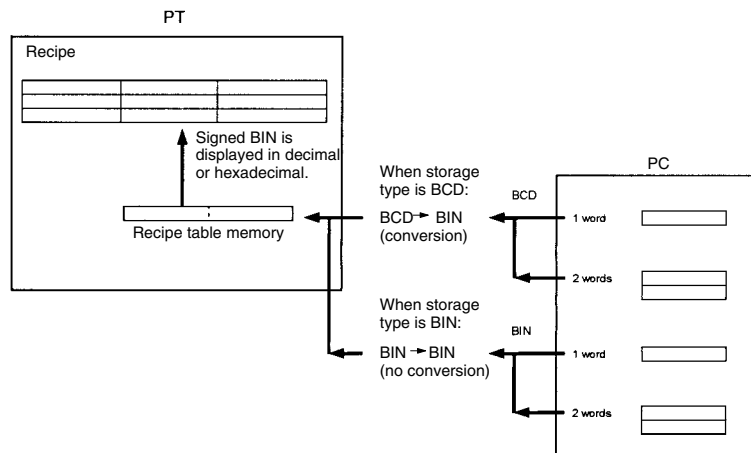 PT
Recipe
Signed BIN is
displayed in decimal
or hexadecimal.
Recipe table memory
When storage
type is BCD:
BCD → BIN
(conversion)
When storage
type is BIN:
BIN → BIN
(no conversion)
BCD
BIN
PC
1 word
2 words
1 word
2 words